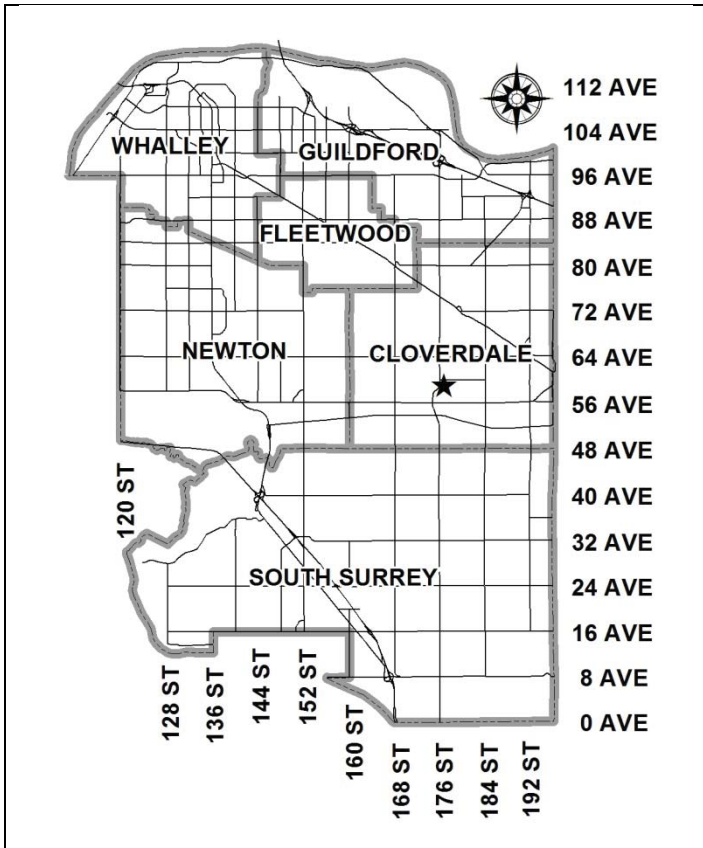 112 AVE
104 AVE
WHALLEY
GUILDFORD
96 AVE
88 AVE
FLEETWOOD
80 AVE
72 AVE
NEWTON
CLOVERDALE
64 AVE
56 AVE
48 AVE
120 ST
40 AVE
32 AVE
SOUTH SURREY
24 AVE
16 AVE
128 ST
136 ST
144 ST
152 ST
160 ST
8 AVE
0 AVE
168 ST
176 ST
184 ST
192 ST